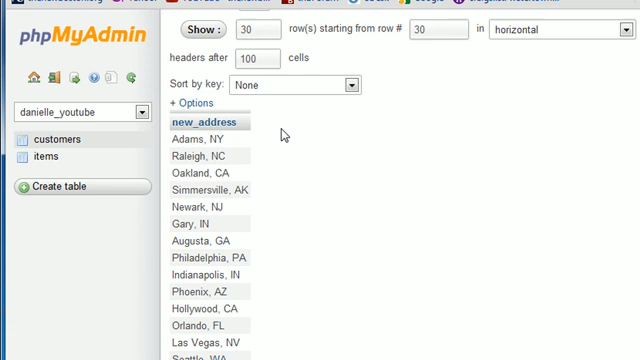 phpMyAdmin
danielle_youtube
customers
items
Create table
Show : 30 row(s) starting from row # 30 in horizontal
headers after 100 cells
Sort by key: None
+ Options
new_address
Adams, NY
Raleigh, NC
Oakland, CA
Simmersville, AK
Newark, NJ
Gary, IN
Augusta, GA
Philadelphia, PA
Indianapolis, IN
Phoenix, AZ
Hollywood, CA
Orlando, FL
Las Vegas, NV
Seattle, WA